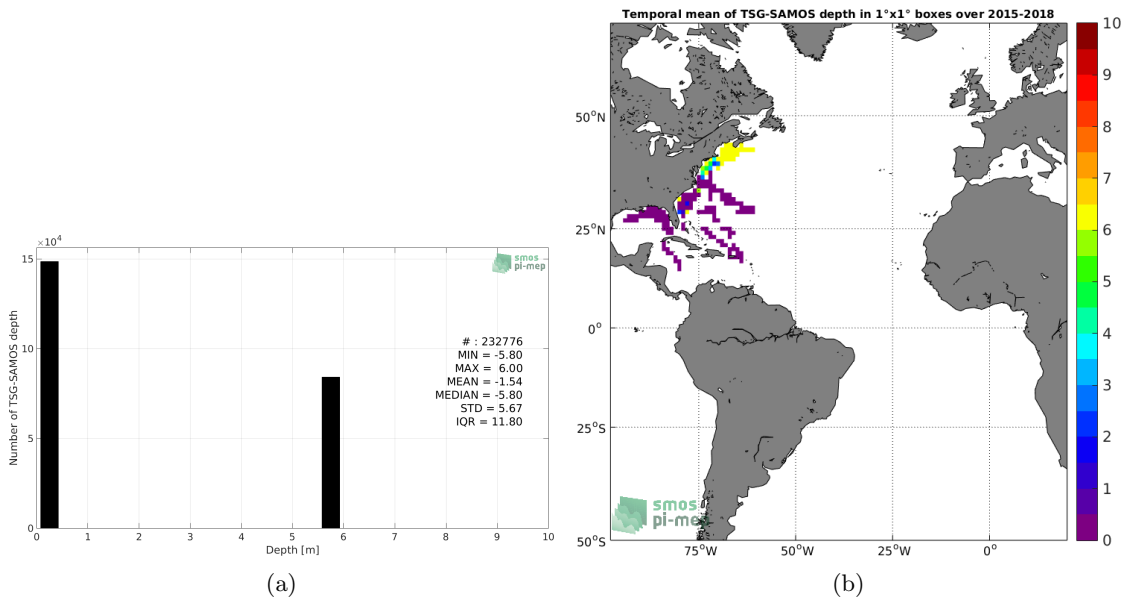 ×10⁴
15
10
5
0
Number of TSG-SAMOS depth
smos
pi-mep
# : 232776
MIN = -5.80
MAX = 6.00
MEAN = -1.54
MEDIAN = -5.80
STD = 5.67
IQR = 11.80
0 1 2 3 4 5 6 7 8 9 10
Depth [m]
(a)
Temporal mean of TSG-SAMOS depth in 1°x1° boxes over 2015-2018
50°N
25°N
0°
25°S
50°S
75°W 50°W 25°W 0°
smos
pi-mep
10
9
8
7
6
5
4
3
2
1
0
(b)